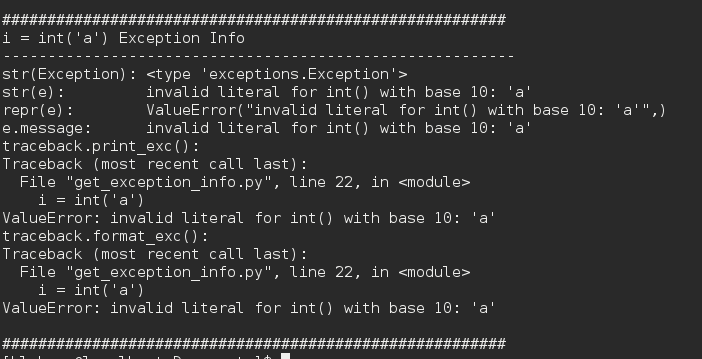 ########################################################
i = int('a') Exception Info
---------------------------------------------------------
str(Exception): <type 'exceptions.Exception'>
str(e): invalid literal for int() with base 10: 'a'
repr(e): ValueError("invalid literal for int() with base 10: 'a'",)
e.message: invalid literal for int() with base 10: 'a'
traceback.print_exc():
Traceback (most recent call last):
  File "get_exception_info.py", line 22, in <module>
    i = int('a')
ValueError: invalid literal for int() with base 10: 'a'
traceback.format_exc():
Traceback (most recent call last):
  File "get_exception_info.py", line 22, in <module>
    i = int('a')
ValueError: invalid literal for int() with base 10: 'a'
########################################################